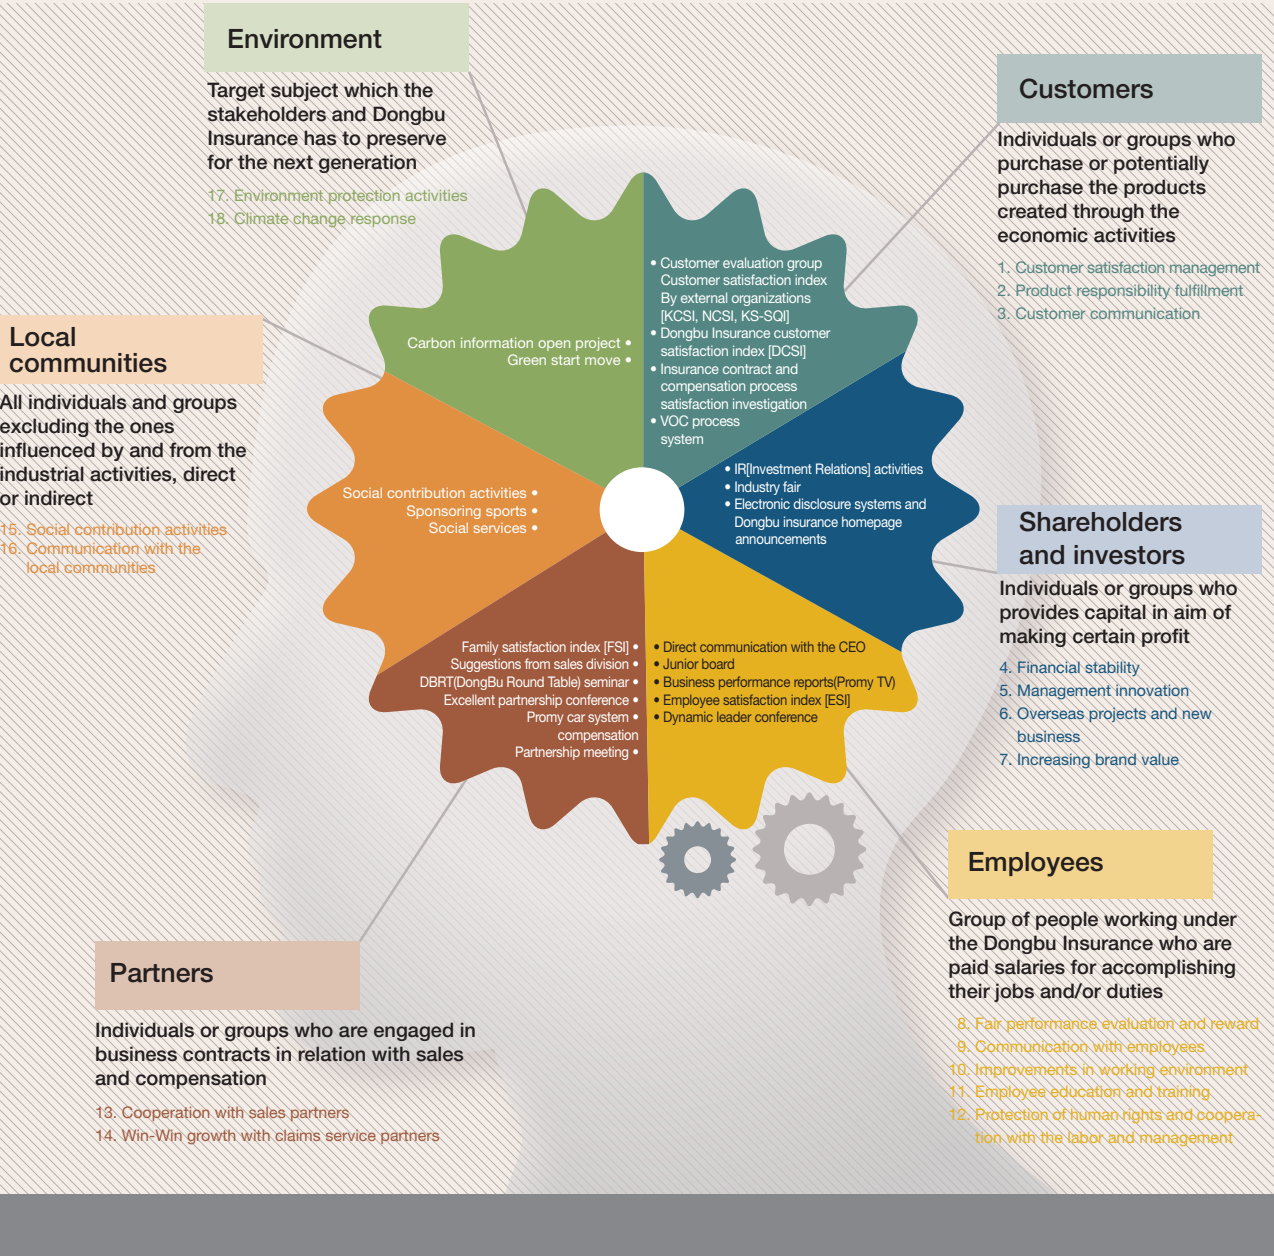 Environment
Target subject which the
stakeholders and Dongbu
Insurance has to preserve
for the next generation
17. Environment protection activities
18. Climate change response
Customers
Individuals or groups who
purchase or potentially
purchase the products
created through the
economic activities
1. Customer satisfaction management
2. Product responsibility fulfillment
3. Customer communication
Local
communities
All individuals and groups
excluding the ones
influenced by and from the
industrial activities, direct
or indirect
15. Social contribution activities
16. Communication with the
local communities
Carbon information open project •
Green start move •
• Customer evaluation group
Customer satisfaction index
By external organizations
[KCSI, NCSI, KS-SQI]
• Dongbu Insurance customer
satisfaction index [DCSI]
• Insurance contract and
compensation process
satisfaction investigation
• VOC process
system
Social contribution activities •
Sponsoring sports •
Social services •
• IR[Investment Relations] activities
• Industry fair
• Electronic disclosure systems and
Dongbu insurance homepage
announcements
Shareholders
and investors
Individuals or groups who
provides capital in aim of
making certain profit
4. Financial stability
5. Management innovation
6. Overseas projects and new
business
7. Increasing brand value
Family satisfaction index [FSI] •
Suggestions from sales division •
DBRT(DongBu Round Table) seminar •
Excellent partnership conference •
Promy car system •
compensation
Partnership meeting •
• Direct communication with the CEO
• Junior board
• Business performance reports(Promy TV)
• Employee satisfaction index [ESI]
• Dynamic leader conference
Employees
Group of people working under
the Dongbu Insurance who are
paid salaries for accomplishing
their jobs and/or duties
8. Fair performance evaluation and reward
9. Communication with employees
10. Improvements in working environment
11. Employee education and training
12. Protection of human rights and coopera-
tion with the labor and management
Partners
Individuals or groups who are engaged in
business contracts in relation with sales
and compensation
13. Cooperation with sales partners
14. Win-Win growth with claims service partners